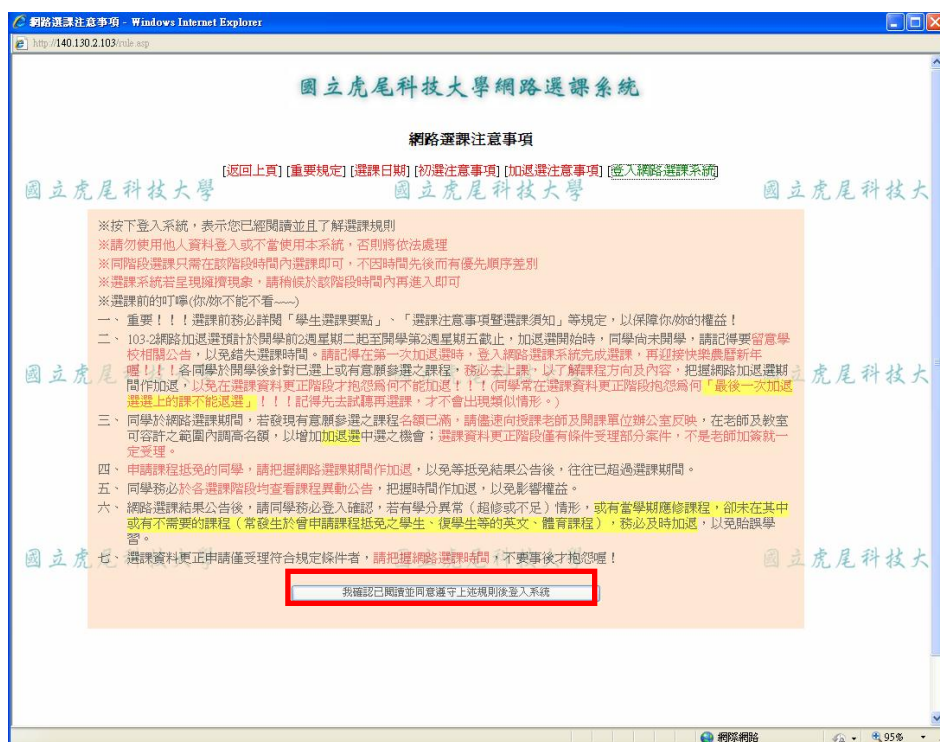 網路選課注意事項 - Windows Internet Explorer
http://140.130.2.103/rule.asp
國立虎尾科技大學網路選課系統
網路選課注意事項
[返回上頁] [重要規定] [選課日期] [初選注意事項] [加退選注意事項] [登入網路選課系統]
國立虎尾科技大學 國立虎尾科技大學 國立虎尾科技大
※按下登入系統，表示您已經閱讀並且了解選課規則
※請勿使用他人資料登入或不當使用本系統，否則將依法處理
※同階段選課只需在該階段時間內選課即可，不因時間先後而有優先順序差別
※選課系統若呈現擁擠現象，請稍候於該階段時間內再進入即可
※選課前的叮嚀(你/妳不能不看~~~)
一、 重要！！！選課前務必詳閱「學生選課要點」、「選課注意事項暨選課須知」等規定，以保障你/妳的權益！
二、 103-2網路加退選預計於開學前2週星期二起至開學第2週星期五截止，加退選開始時，同學尚未開學，請記得要留意學
校相關公告，以免錯失選課時間。請記得在第一次加退選時，登入網路選課系統完成選課，再迎接快樂農曆新年
喔！！！各同學於開學後針對已選上或有意願參選之課程，務必去上課，以了解課程方向及內容，把握網路加退選期
間作加退，以免在選課資料更正階段才抱怨為何不能加退！！！(同學常在選課資料更正階段抱怨為何「最後一次加退
選選上的課不能退選」！！！記得先去試聽再選課，才不會出現類似情形。)
國立虎尾 國立虎尾科技大
三、 同學於網路選課期間，若發現有意願參選之課程名額已滿，請儘速向授課老師及開課單位辦公室反映，在老師及教室
可容許之範圍內調高名額，以增加加退選中選之機會；選課資料更正階段僅有條件受理部分案件，不是老師加簽就一
定受理。
四、 申請課程抵免的同學，請把握網路選課期間作加退，以免等抵免結果公告後，往往已超過選課期間。
五、 同學務必於各選課階段均查看課程異動公告，把握時間作加退，以免影響權益。
六、 網路選課結果公告後，請同學務必登入確認，若有學分異常（超修或不足）情形，或有當學期應修課程，卻未在其中
或有不需要的課程（常發生於曾申請課程抵免之學生、復學生等的英文、體育課程），務必及時加退，以免貽誤學
習。
七、 選課資料更正申請僅受理符合規定條件者，請把握網路選課時間，不要事後才抱怨喔！
國立虎尾 國立虎尾科技大
我確認已閱讀並同意遵守上述規則後登入系統
網際網路 95%